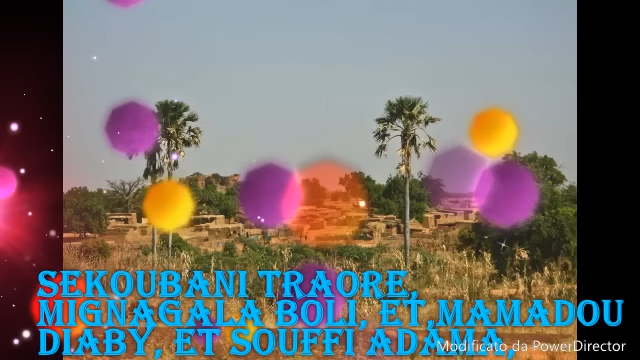 SEKOUBANI TRAORE,
MIGNAGALA BOLI, ET MAMADOU
DIABY, ET SOUFFI ADAMA
Modificato da PowerDirector